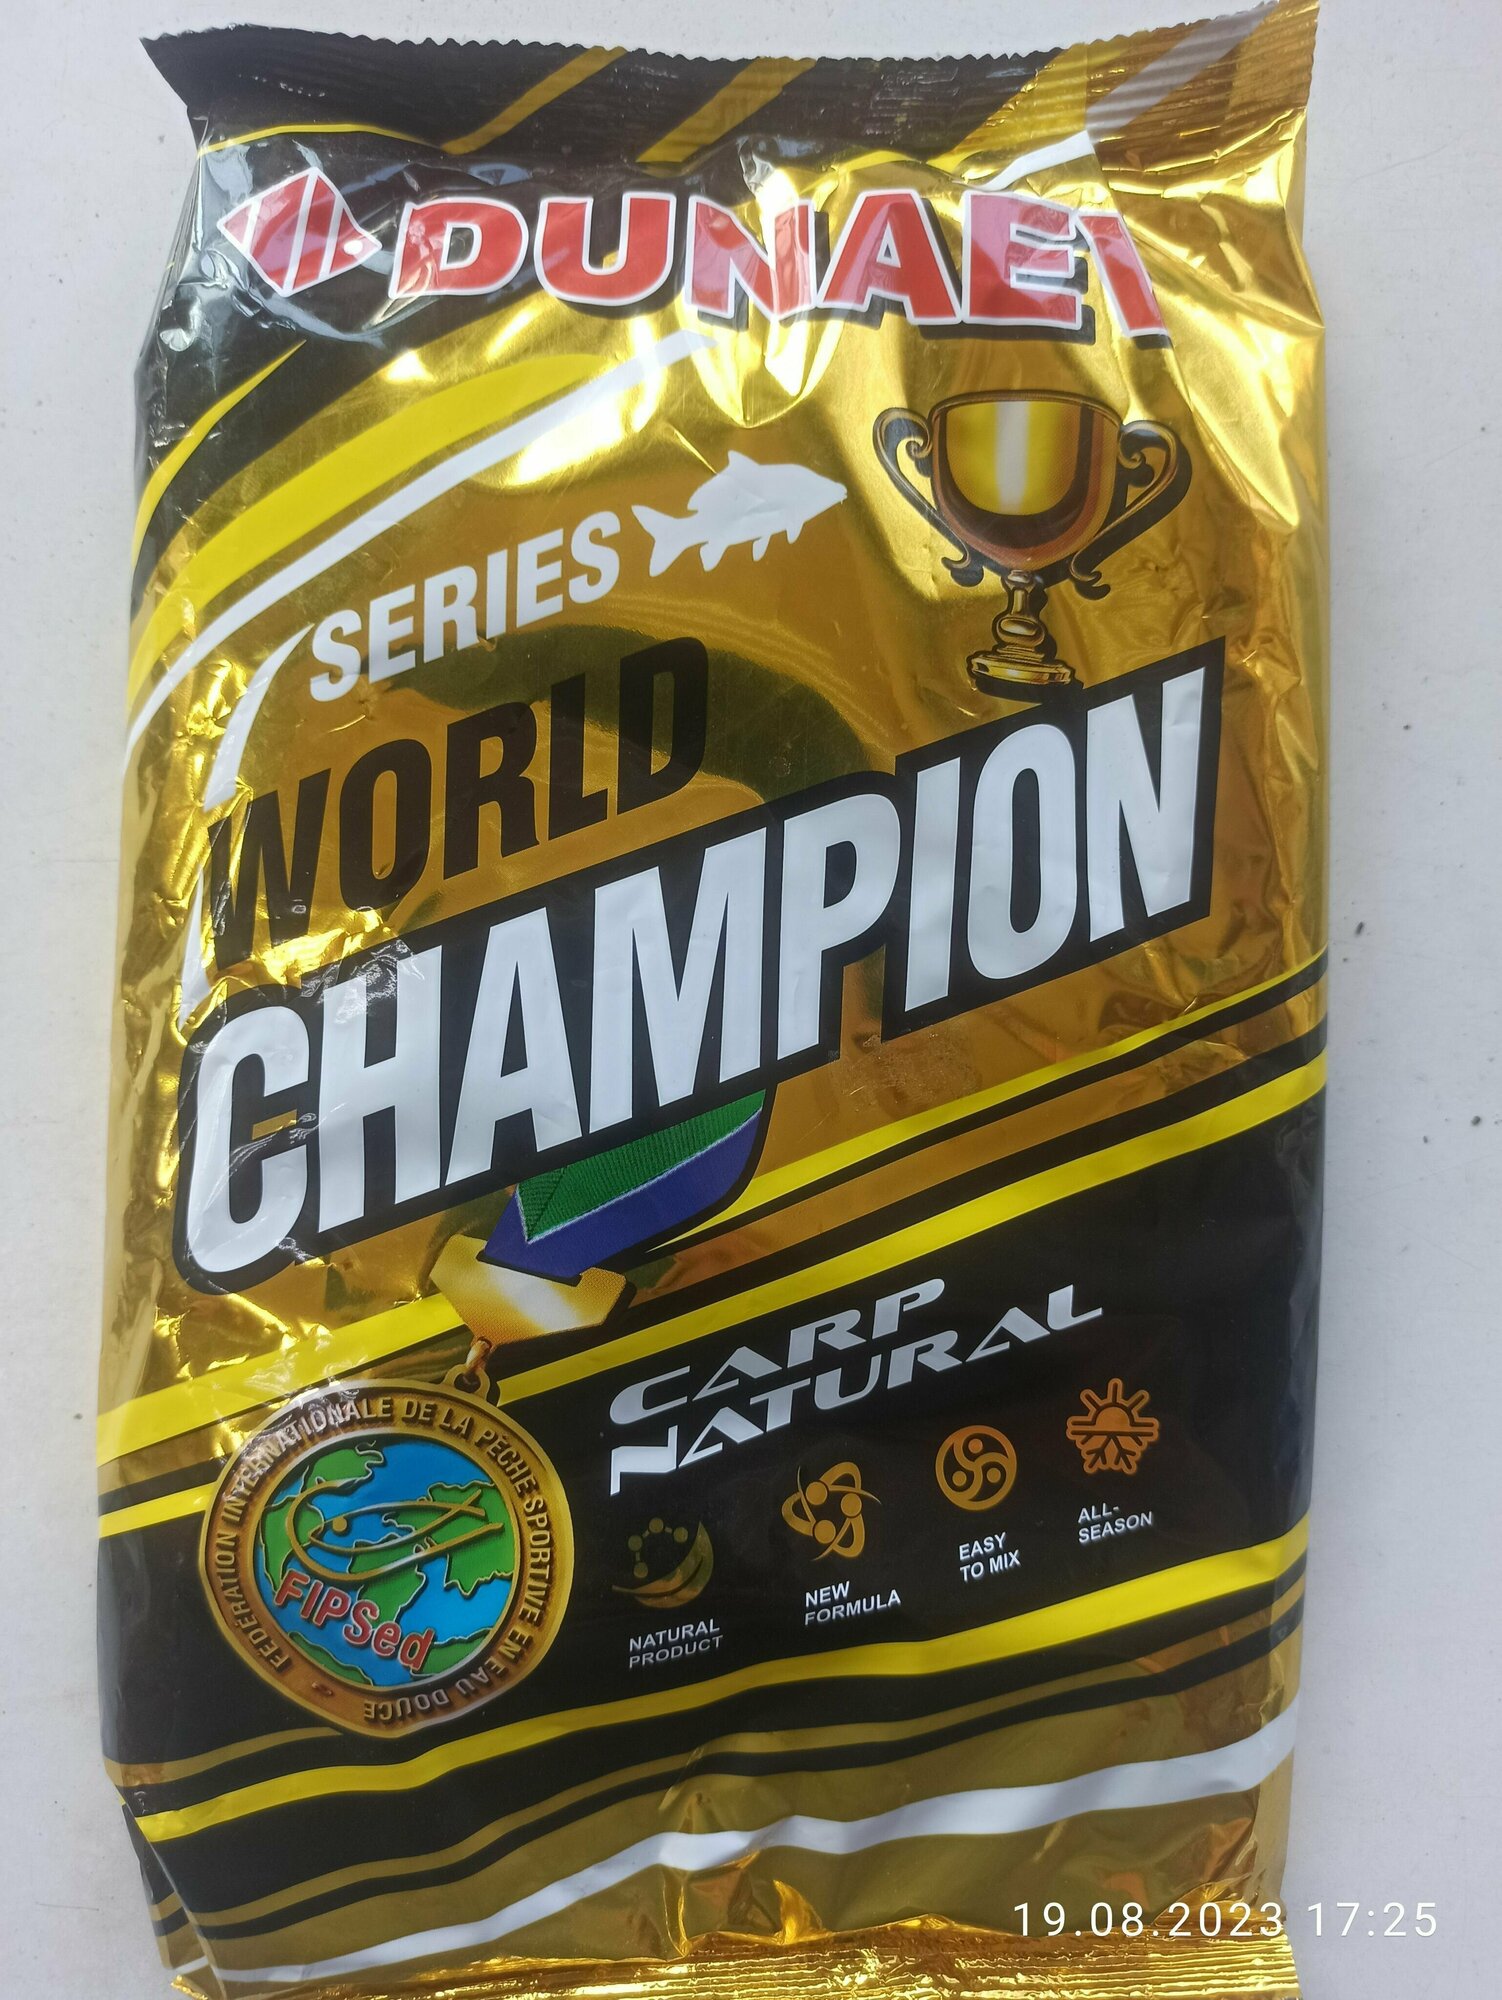 DUNAEV
SERIES
WORLD
CHAMPION
CARP
NATURAL
NATURAL
PRODUCT
NEW
FORMULA
EASY
TO MIX
ALL-
SEASON
FEDERATION INTERNATIONALE DE LA PÊCHE SPORTIVE EN EAU DOUCE
FIPSed
19.08.2023 17:25